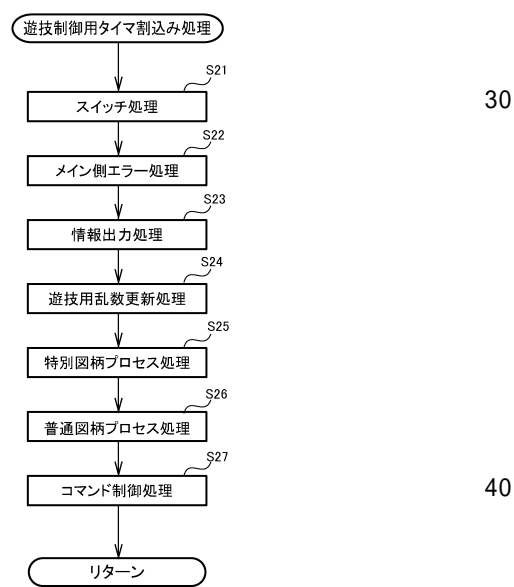 遊技制御用タイマ割込み処理
S21
スイッチ処理
30
S22
メイン側エラー処理
S23
情報出力処理
S24
遊技用乱数更新処理
S25
特別図柄プロセス処理
S26
普通図柄プロセス処理
S27
コマンド制御処理
40
リターン